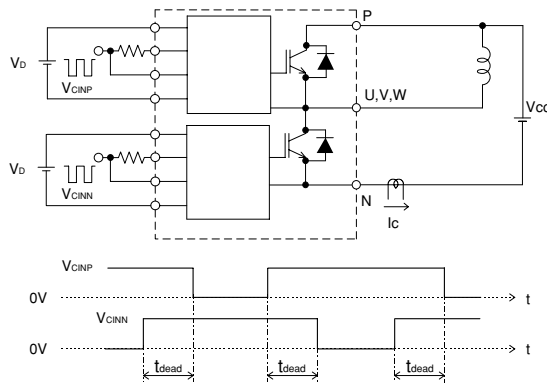 P
VD
VCINP
U,V,W
Vcc
VD
VCINN
N
Ic
VCINP
0V
t
VCINN
0V
t
tdead
tdead
tdead